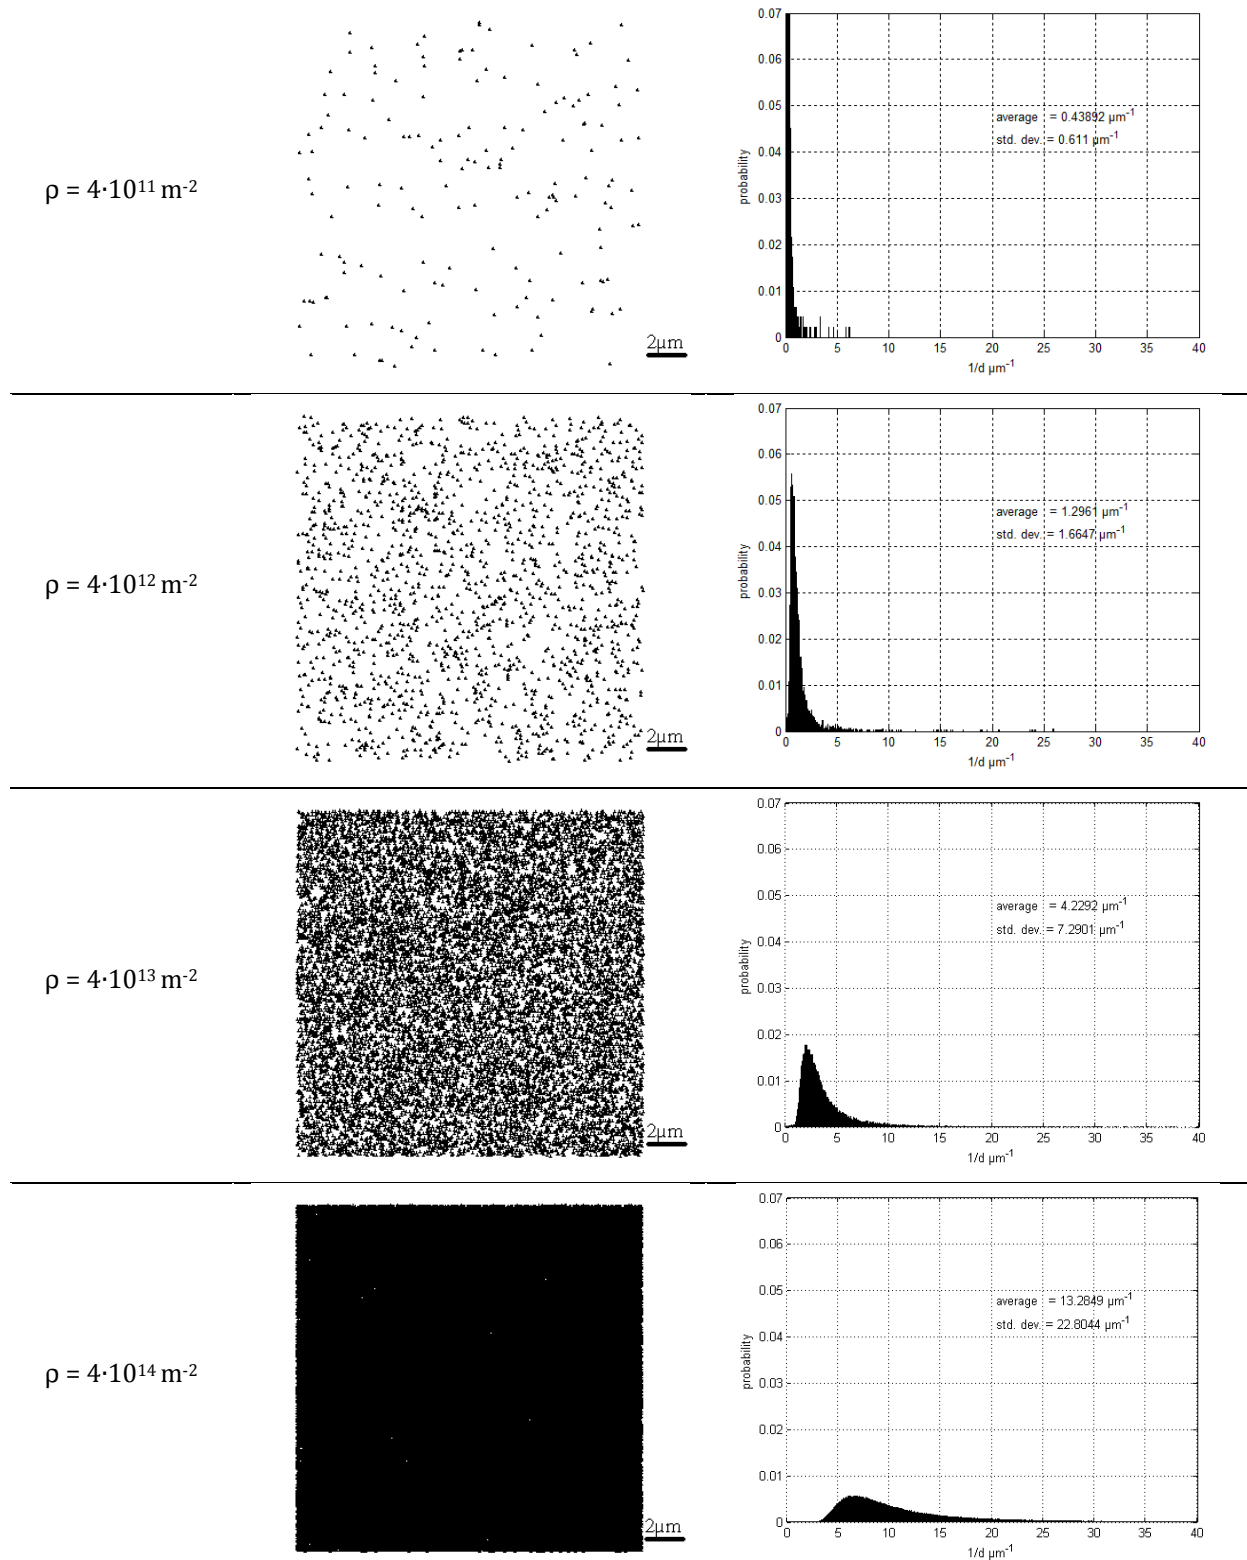 ρ = 4·10¹¹ m⁻²
2µm
0.07
0.06
0.05
0.04
0.03
0.02
0.01
0
probability
average = 0.43892 µm⁻¹
std. dev. = 0.611 µm⁻¹
0 5 10 15 20 25 30 35 40
1/d µm⁻¹
ρ = 4·10¹² m⁻²
2µm
0.07
0.06
0.05
0.04
0.03
0.02
0.01
0
probability
average = 1.2961 µm⁻¹
std. dev. = 1.6647 µm⁻¹
0 5 10 15 20 25 30 35 40
1/d µm⁻¹
ρ = 4·10¹³ m⁻²
2µm
0.07
0.06
0.05
0.04
0.03
0.02
0.01
0
probability
average = 4.2292 µm⁻¹
std. dev. = 7.2901 µm⁻¹
0 5 10 15 20 25 30 35 40
1/d µm⁻¹
ρ = 4·10¹⁴ m⁻²
2µm
0.07
0.06
0.05
0.04
0.03
0.02
0.01
0
probability
average = 13.2849 µm⁻¹
std. dev. = 22.8044 µm⁻¹
0 5 10 15 20 25 30 35 40
1/d µm⁻¹